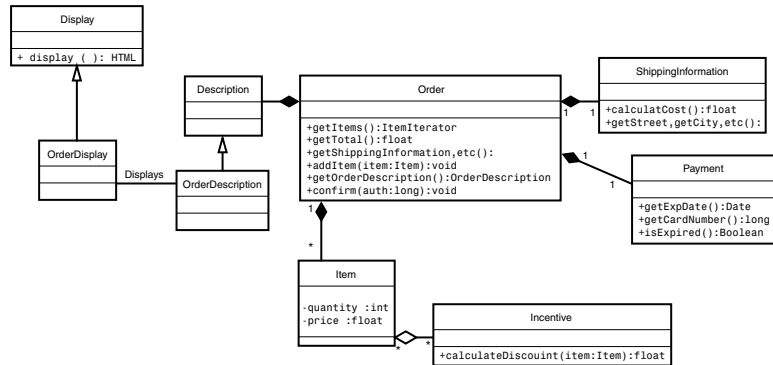 Display
+ display ( ): HTML
OrderDisplay
Displays
Description
OrderDescription
Order
+getItems():ItemIterator
+getTotal():float
+getShippingInformation,etc():
+addItem(item:Item):void
+getOrderDescription():OrderDescription
+confirm(auth:long):void
1
1
ShippingInformation
+calculatCost():float
+getStreet,getCity,etc():
1
1
Payment
+getExpDate():Date
+getCardNumber():long
+isExpired():Boolean
1
*
Item
-quantity :int
-price :float
*
*
Incentive
+calculateDiscouint(item:Item):float